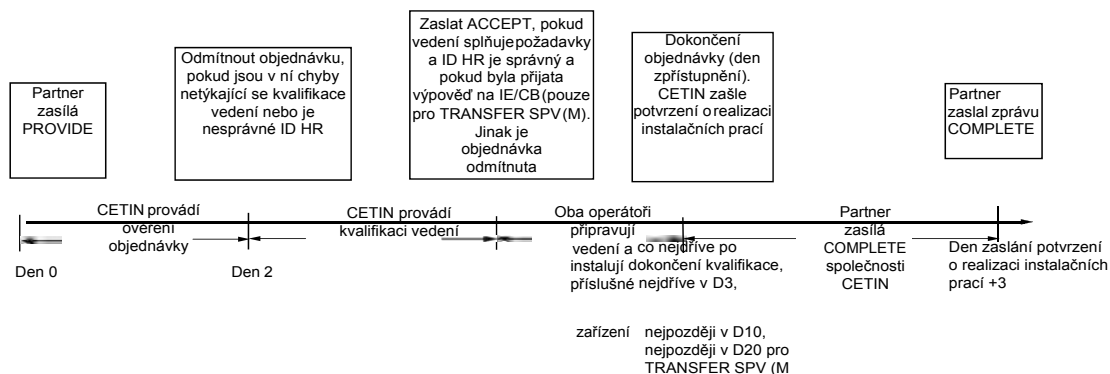 Partner
zasílá
PROVIDE
Odmítnout objednávku,
pokud jsou v ní chyby
netýkající se kvalifikace
vedení nebo je
nesprávné ID HR
Zaslat ACCEPT, pokud
vedení splňuje požadavky
a ID HR je správný a
pokud byla přijata
výpověď na IE/CB (pouze
pro TRANSFER SPV (M).
Jinak je
objednávka
odmítnuta
Dokončení
objednávky (den
zpřístupnění).
CETIN zašle
potvrzení o realizaci
instalačních prací
Partner
zaslal zprávu
COMPLETE
CETIN provádí
ověření
objednávky
CETIN provádí
kvalifikaci vedení
Oba operátoři
připravují
vedení a
instalují
příslušné
zařízení
co nejdříve po
dokončení kvalifikace,
nejdříve v D3,
nejpozději v D10,
nejpozději v D20 pro
TRANSFER SPV (M
Partner
zasílá
COMPLETE
společnosti
CETIN
Den 0
Den 2
Den zaslání potvrzení
o realizaci instalačních
prací +3